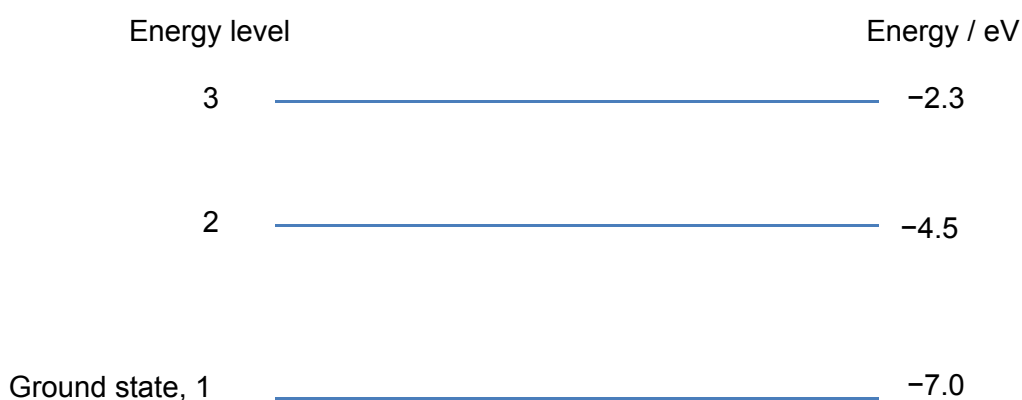 Energy level Energy / eV
3 −2.3
2 −4.5
Ground state, 1 −7.0